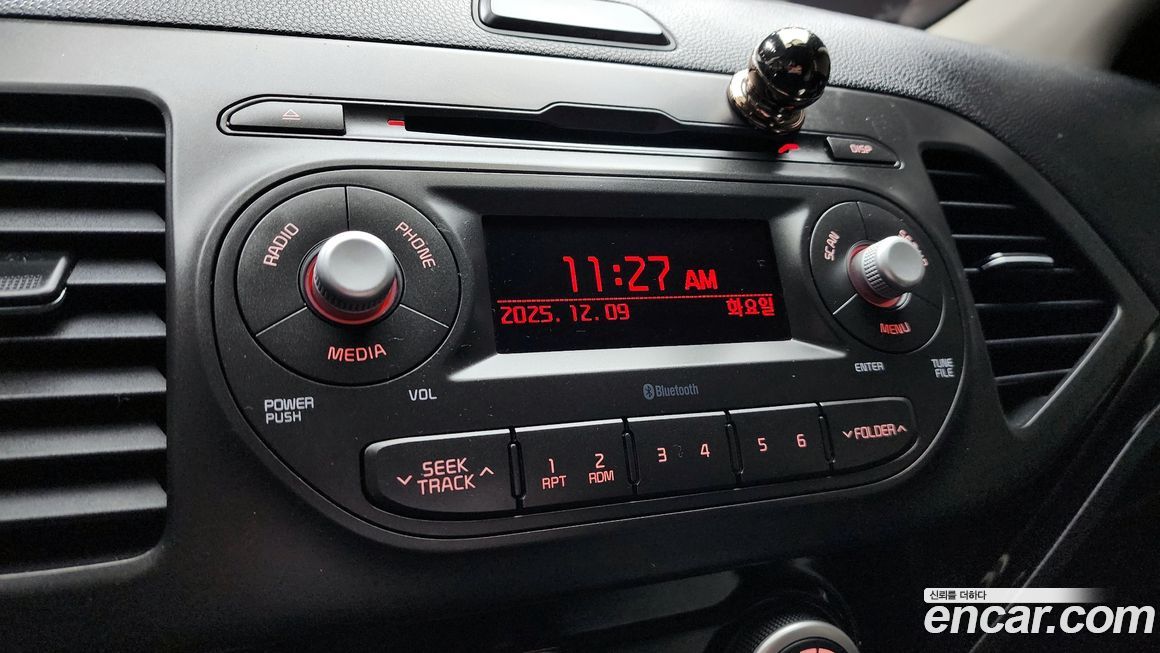 DISP
RADIO
PHONE
MEDIA
POWER
PUSH
VOL
11:27 AM
2025. 12. 09 화요일
Bluetooth
SCAN
MENU
ENTER
TUNE
FILE
SEEK
TRACK
1
RPT
2
RDM
3
4
5
6
FOLDER
신뢰를 더하다
encar.com